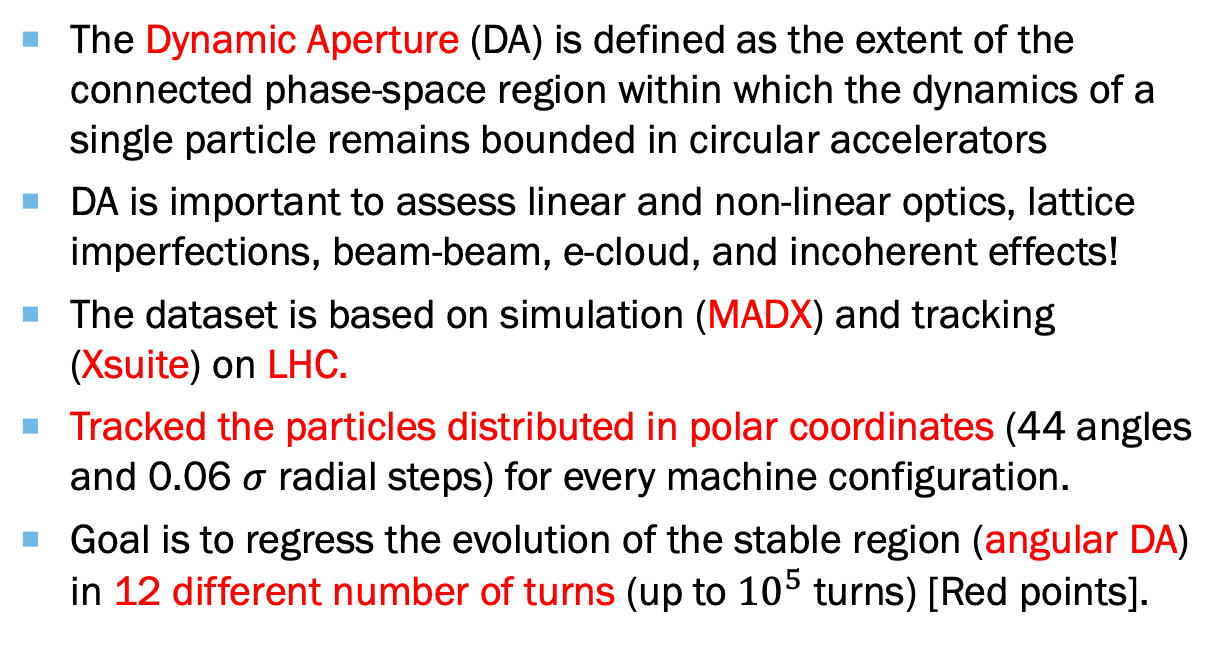 ▪ The Dynamic Aperture (DA) is defined as the extent of the
connected phase-space region within which the dynamics of a
single particle remains bounded in circular accelerators
▪ DA is important to assess linear and non-linear optics, lattice
imperfections, beam-beam, e-cloud, and incoherent effects!
▪ The dataset is based on simulation (MADX) and tracking
(Xsuite) on LHC.
▪ Tracked the particles distributed in polar coordinates (44 angles
and 0.06 𝜎 radial steps) for every machine configuration.
▪ Goal is to regress the evolution of the stable region (angular DA)
in 12 different number of turns (up to 10⁵ turns) [Red points].